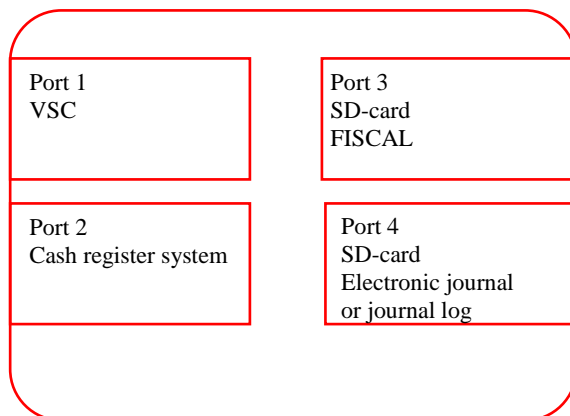 Port 1
VSC
Port 3
SD-card
FISCAL
Port 2
Cash register system
Port 4
SD-card
Electronic journal
or journal log